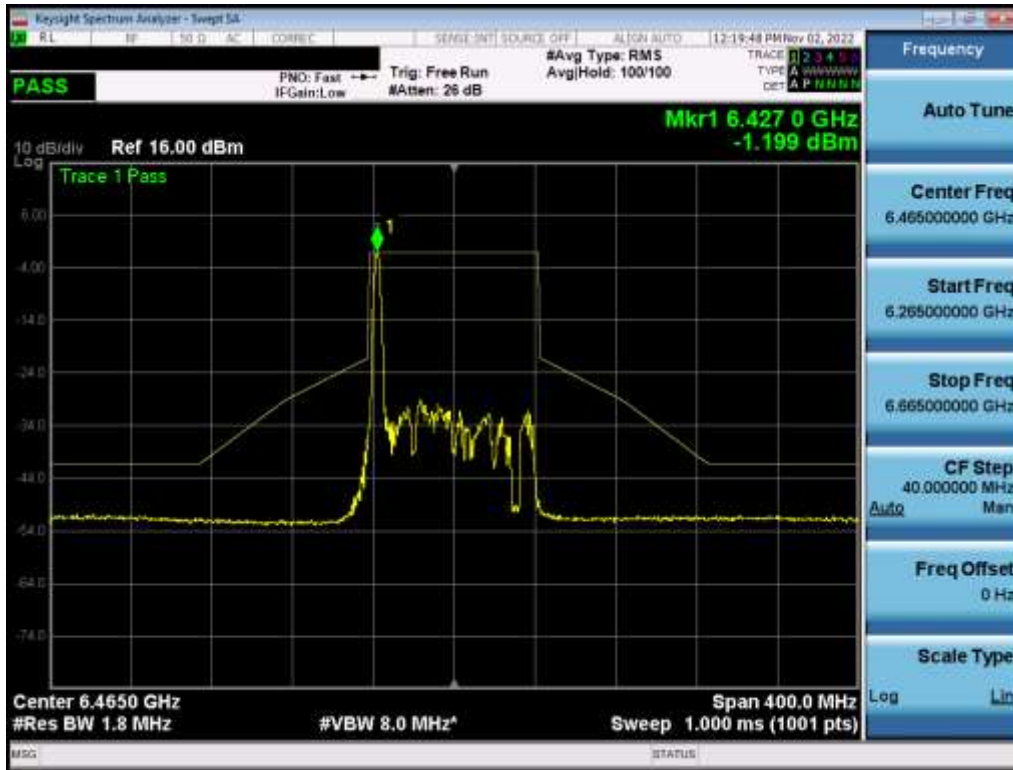 Keysight Spectrum Analyzer - Swept SA
RL RF 50 Ω AC CORREC SENSE:INT SOURCE OFF ALIGN AUTO 12:19:48 PM Nov 02, 2022
PASS
PNO: Fast
IFGain:Low
Trig: Free Run
#Atten: 26 dB
#Avg Type: RMS
Avg|Hold: 100/100
TRACE 1 2 3 4 5 6
TYPE A WWWWW
DET A P N N N N
Mkr1 6.427 0 GHz
-1.199 dBm
10 dB/div Ref 16.00 dBm
Log
Trace 1 Pass
1
6.00
-4.00
-14.0
-24.0
-34.0
-44.0
-54.0
-64.0
-74.0
Center 6.4650 GHz Span 400.0 MHz
#Res BW 1.8 MHz #VBW 8.0 MHz* Sweep 1.000 ms (1001 pts)
MSG STATUS
Frequency
Auto Tune
Center Freq
6.465000000 GHz
Start Freq
6.265000000 GHz
Stop Freq
6.665000000 GHz
CF Step
40.000000 MHz
Auto Man
Freq Offset
0 Hz
Scale Type
Log Lin